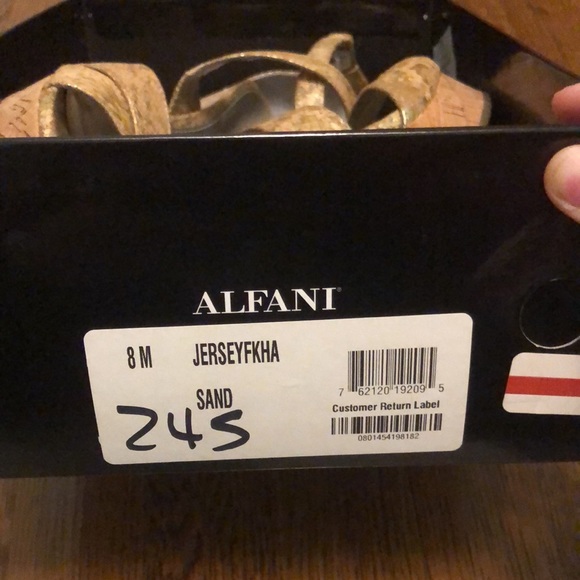 ALFANI
8 M JERSEYFKHA
SAND
245
7 62120 19209 5
Customer Return Label
0801454198182